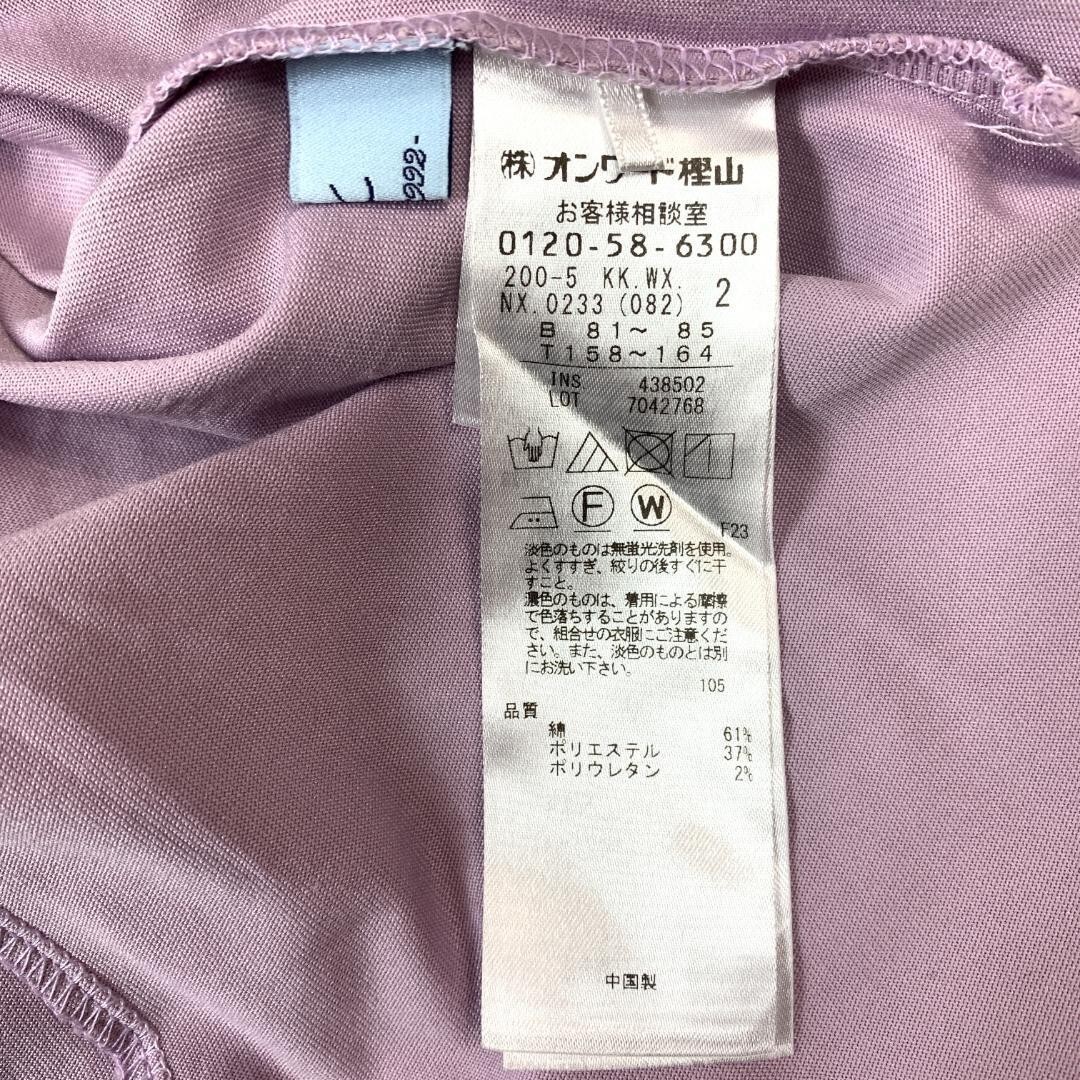 992-
(株)オンワード樫山
お客様相談室
0120-58-6300
200-5 KK.WX.
NX.0233(082) 2
B 81～ 85
T158～164
INS 438502
LOT 7042768
F W
F23
淡色のものは無蛍光洗剤を使用。
よくすすぎ、絞りの後すぐに干
すこと。
濃色のものは、着用による摩擦
で色落ちすることがありますの
で、組合せの衣服にご注意くだ
さい。また、淡色のものとは別
にお洗い下さい。
105
品質
綿 61%
ポリエステル 37%
ポリウレタン 2%
中国製